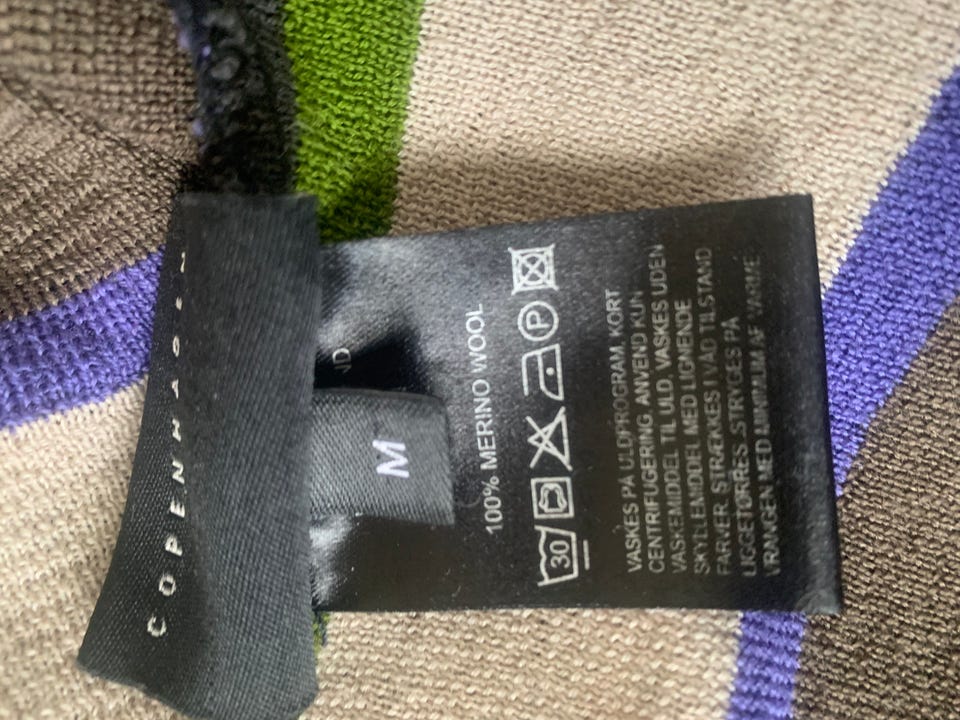 COPENHAGEN
ND
M
100% MERINO WOOL
30 P
VASKES PÅ ULDPROGRAM, KORT
CENTRIFUGERING, ANVEND KUN
VASKEMIDDEL TIL ULD, VASKES UDEN
SKYLLEMIDDEL MED LIGNENDE
FARVER, STRÆKKES I VÅD TILSTAND
LIGGETØRRES, STRYGES PÅ
VRANGEN MED MINIMUM AF VARME